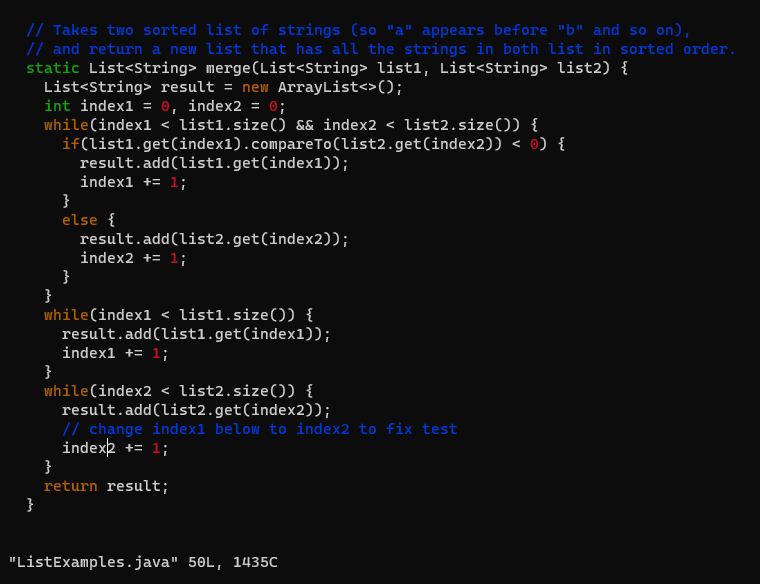 // Takes two sorted list of strings (so "a" appears before "b" and so on),
// and return a new list that has all the strings in both list in sorted order.
static List<String> merge(List<String> list1, List<String> list2) {
  List<String> result = new ArrayList<>();
  int index1 = 0, index2 = 0;
  while(index1 < list1.size() && index2 < list2.size()) {
    if(list1.get(index1).compareTo(list2.get(index2)) < 0) {
      result.add(list1.get(index1));
      index1 += 1;
    }
    else {
      result.add(list2.get(index2));
      index2 += 1;
    }
  }
  while(index1 < list1.size()) {
    result.add(list1.get(index1));
    index1 += 1;
  }
  while(index2 < list2.size()) {
    result.add(list2.get(index2));
    // change index1 below to index2 to fix test
    index2 += 1;
  }
  return result;
}
"ListExamples.java" 50L, 1435C